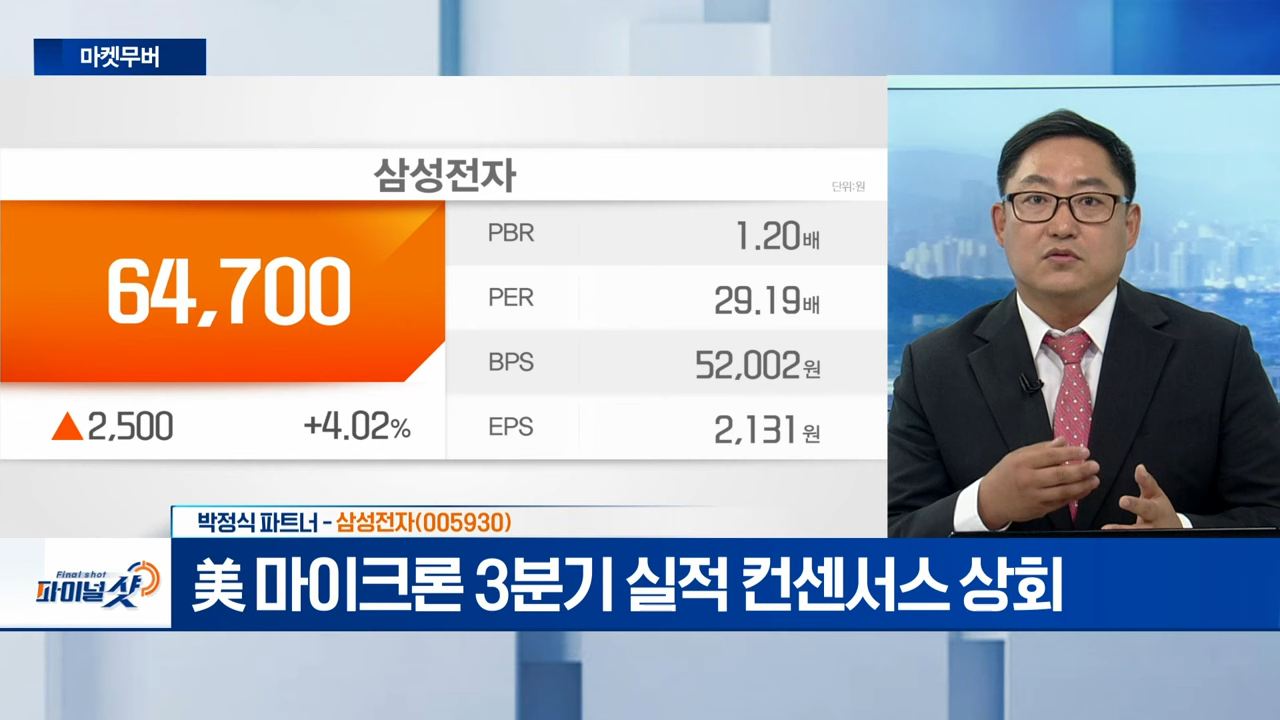 마켓무버
삼성전자
단위:원
64,700
▲2,500 +4.02%
PBR 1.20배
PER 29.19배
BPS 52,002원
EPS 2,131원
박정식 파트너 - 삼성전자(005930)
Final shot
파이널 샷
美 마이크론 3분기 실적 컨센서스 상회